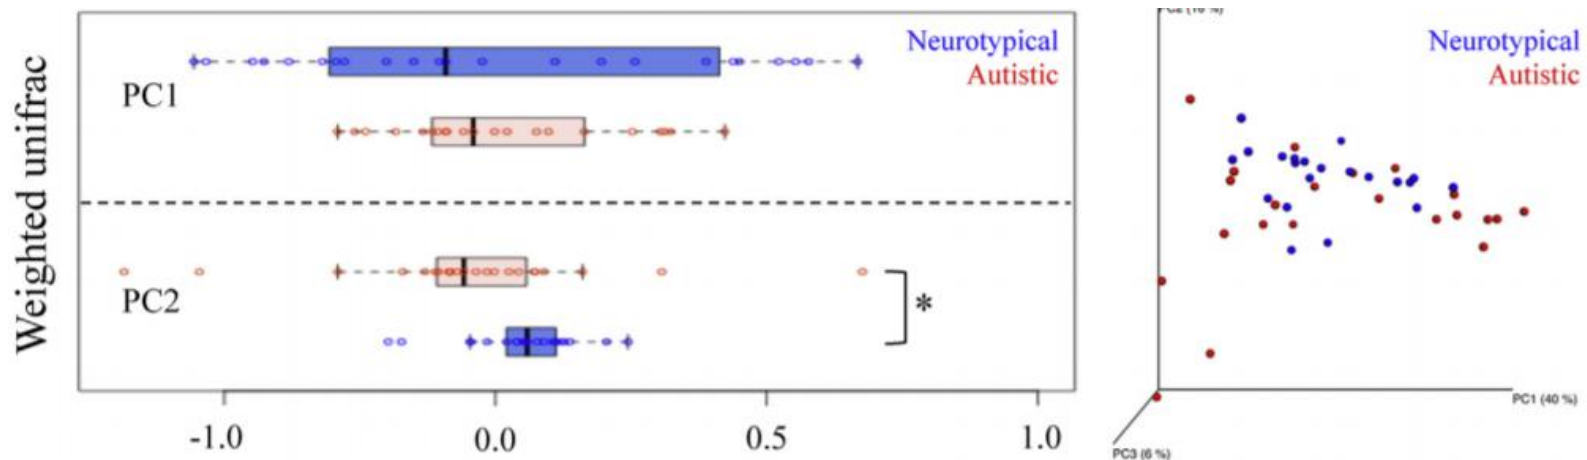 Weighted unifrac
Neurotypical
Autistic
PC1
PC2
*
-1.0
0.0
0.5
1.0
Neurotypical
Autistic
PC1 (40 %)
PC3 (6 %)